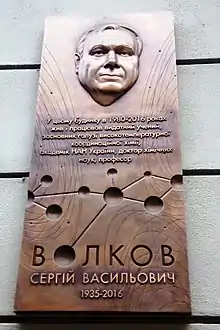 У цьому будинку в 1980-2016 роках
жив і працював видатний учений,
засновник галузі високотемпературної
координаційної хімії,
академік НАН України, доктор хімічних
наук, професор
ВОЛКОВ
СЕРГІЙ ВАСИЛЬОВИЧ
1935-2016